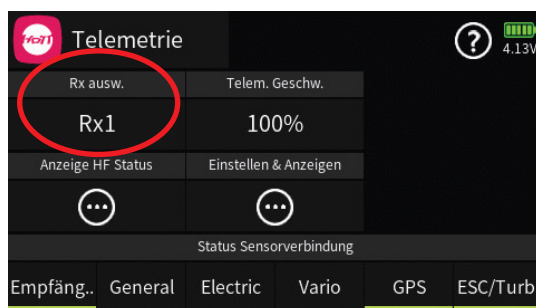 HoTT Telemetrie
4.13V
Rx ausw. Telem. Geschw.
Rx1 100%
Anzeige HF Status Einstellen & Anzeigen
Status Sensorverbindung
Empfäng.. General Electric Vario GPS ESC/Turb